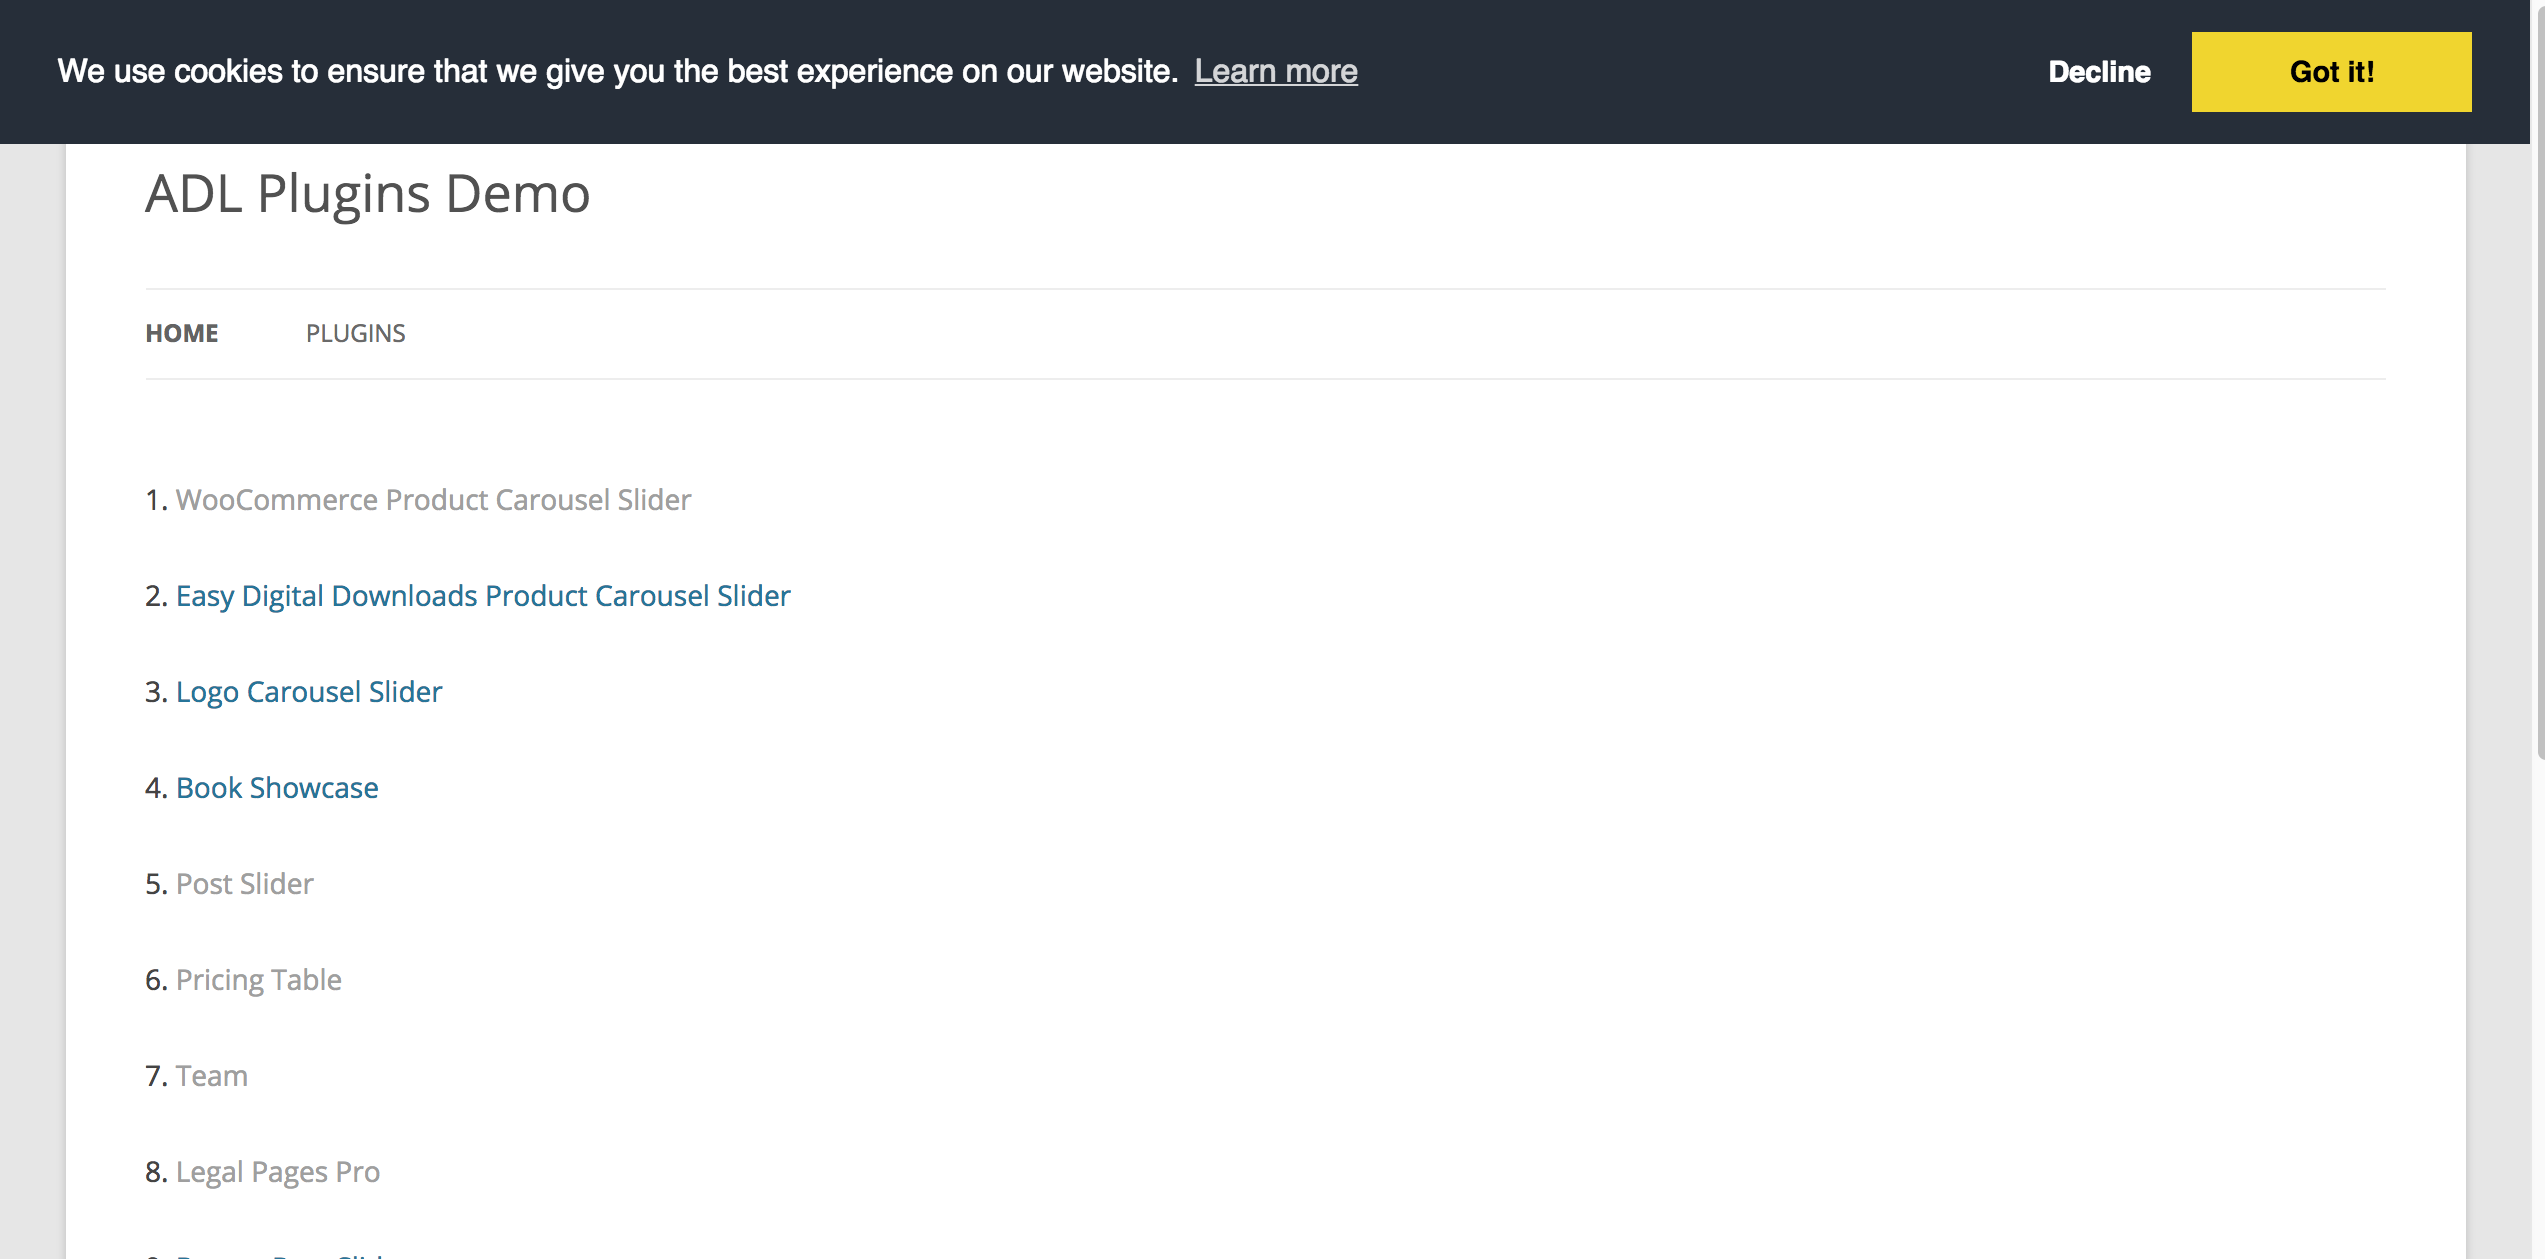 We use cookies to ensure that we give you the best experience on our website. Learn more
Decline
Got it!
ADL Plugins Demo
HOME
PLUGINS
1. WooCommerce Product Carousel Slider
2. Easy Digital Downloads Product Carousel Slider
3. Logo Carousel Slider
4. Book Showcase
5. Post Slider
6. Pricing Table
7. Team
8. Legal Pages Pro